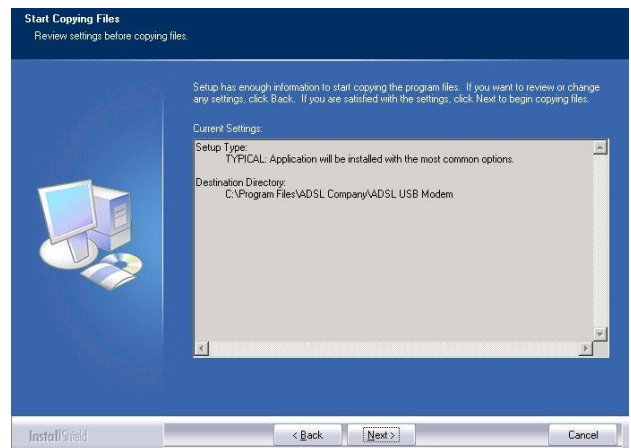 Start Copying Files
Review settings before copying files.
Setup has enough information to start copying the program files. If you want to review or change
any settings, click Back. If you are satisfied with the settings, click Next to begin copying files.
Current Settings:
Setup Type:
TYPICAL: Application will be installed with the most common options.
Destination Directory:
C:\Program Files\ADSL Company\ADSL USB Modem
InstallShield
< Back
Next >
Cancel